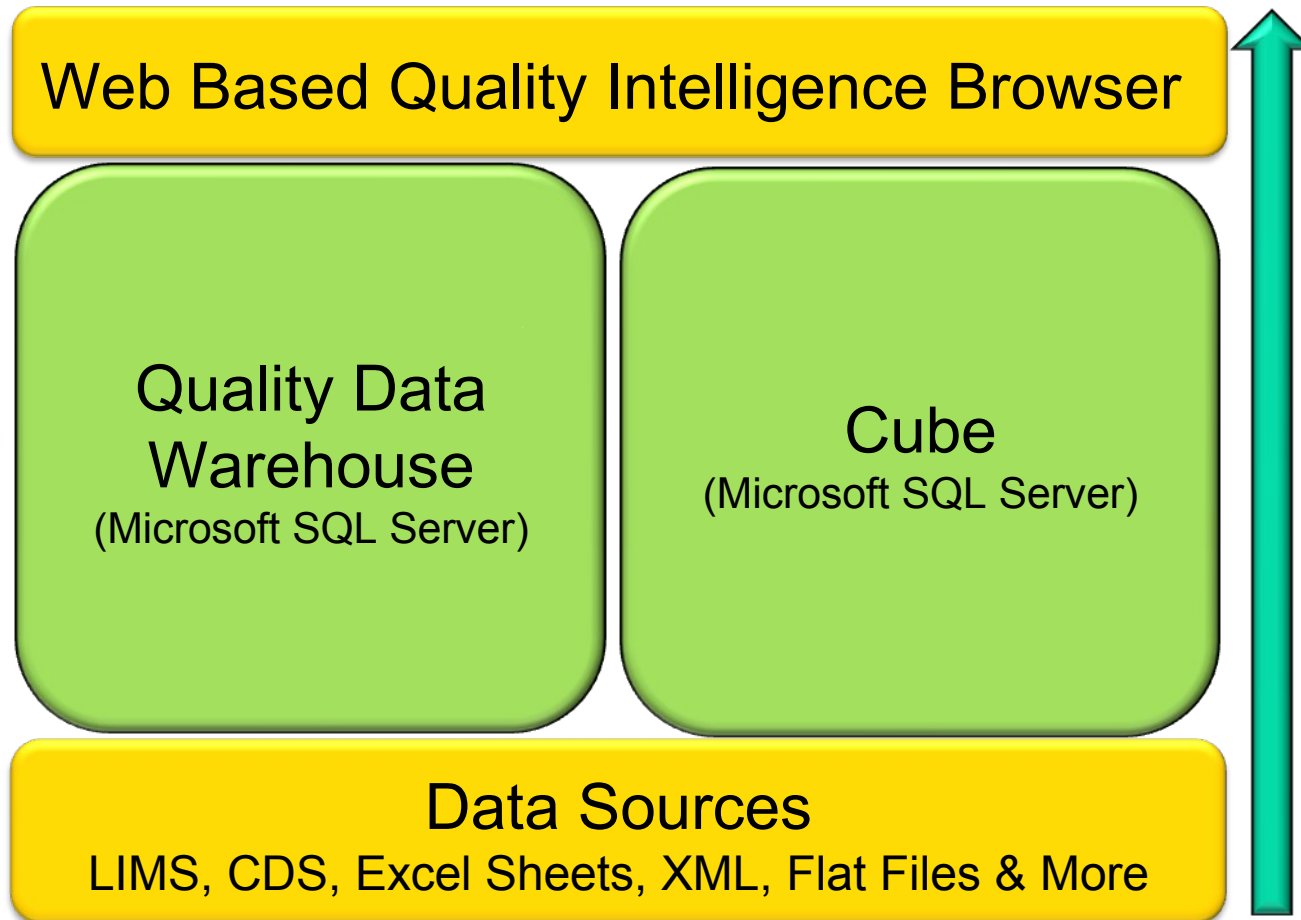 Web Based Quality Intelligence Browser
Quality Data
Warehouse
(Microsoft SQL Server)
Cube
(Microsoft SQL Server)
Data Sources
LIMS, CDS, Excel Sheets, XML, Flat Files & More